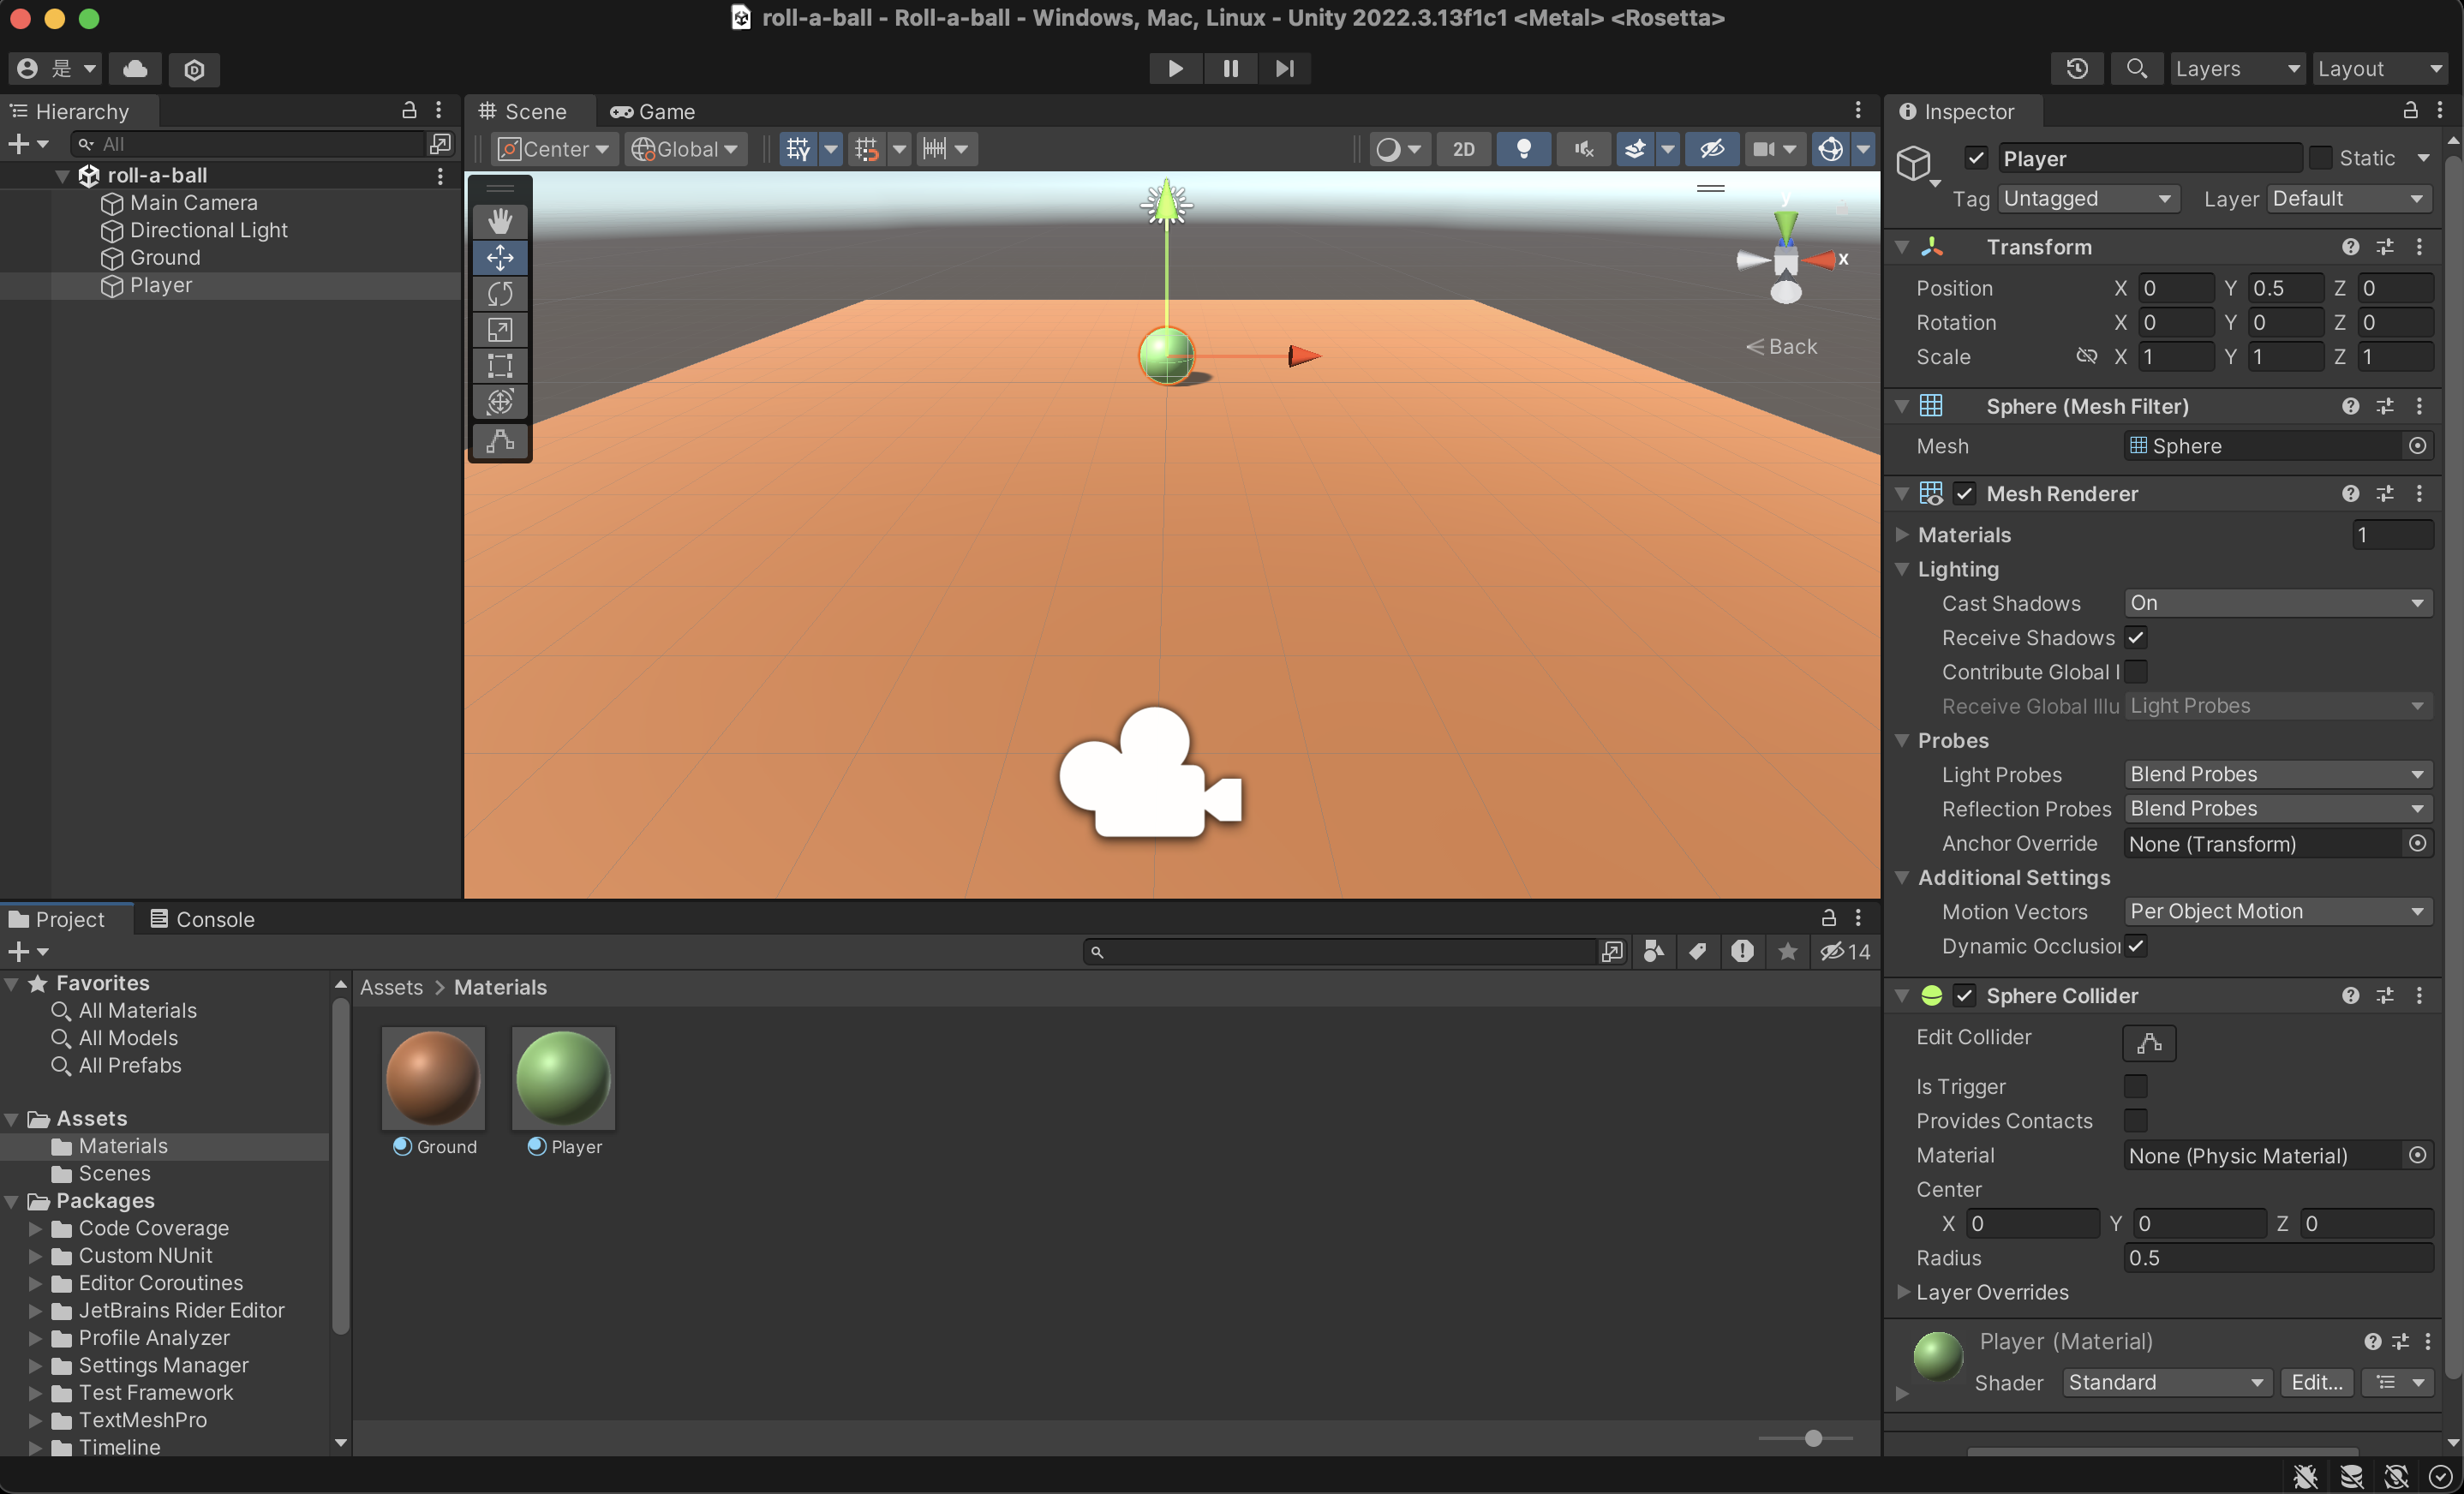 roll-a-ball - Roll-a-ball - Windows, Mac, Linux - Unity 2022.3.13f1c1 <Metal> <Rosetta>
是
Layers
Layout
Hierarchy
All
roll-a-ball
Main Camera
Directional Light
Ground
Player
Scene
Game
Center
Global
2D
y
x
Back
Inspector
Player
Static
Tag
Untagged
Layer
Default
Transform
Position X 0 Y 0.5 Z 0
Rotation X 0 Y 0 Z 0
Scale X 1 Y 1 Z 1
Sphere (Mesh Filter)
Mesh Sphere
Mesh Renderer
Materials 1
Lighting
Cast Shadows On
Receive Shadows
Contribute Global I
Receive Global Illu Light Probes
Probes
Light Probes Blend Probes
Reflection Probes Blend Probes
Anchor Override None (Transform)
Additional Settings
Motion Vectors Per Object Motion
Dynamic Occlusion
Sphere Collider
Edit Collider
Is Trigger
Provides Contacts
Material None (Physic Material)
Center
X 0 Y 0 Z 0
Radius 0.5
Layer Overrides
Player (Material)
Shader Standard Edit...
Project
Console
14
Favorites
All Materials
All Models
All Prefabs
Assets
Materials
Scenes
Packages
Code Coverage
Custom NUnit
Editor Coroutines
JetBrains Rider Editor
Profile Analyzer
Settings Manager
Test Framework
TextMeshPro
Timeline
Assets > Materials
Ground
Player